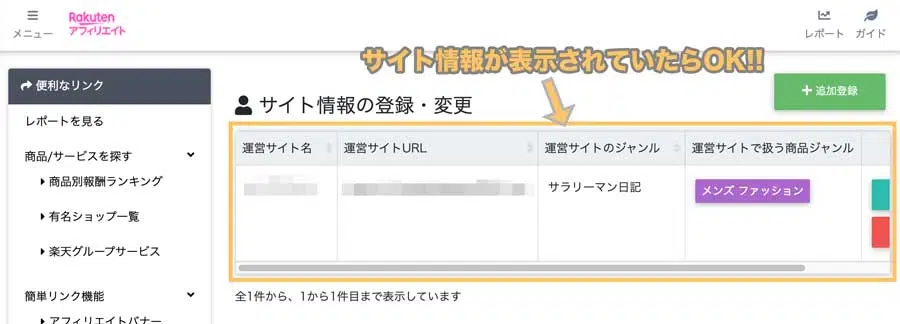 メニュー
Rakuten
アフィリエイト
レポート
ガイド
サイト情報が表示されていたらOK!!
便利なリンク
レポートを見る
商品/サービスを探す
商品別報酬ランキング
有名ショップ一覧
楽天グループサービス
簡単リンク機能
アフィリエイトバナー
サイト情報の登録・変更
追加登録
運営サイト名 運営サイトURL 運営サイトのジャンル 運営サイトで扱う商品ジャンル
サラリーマン日記 メンズ ファッション
全1件から、1から1件目まで表示しています